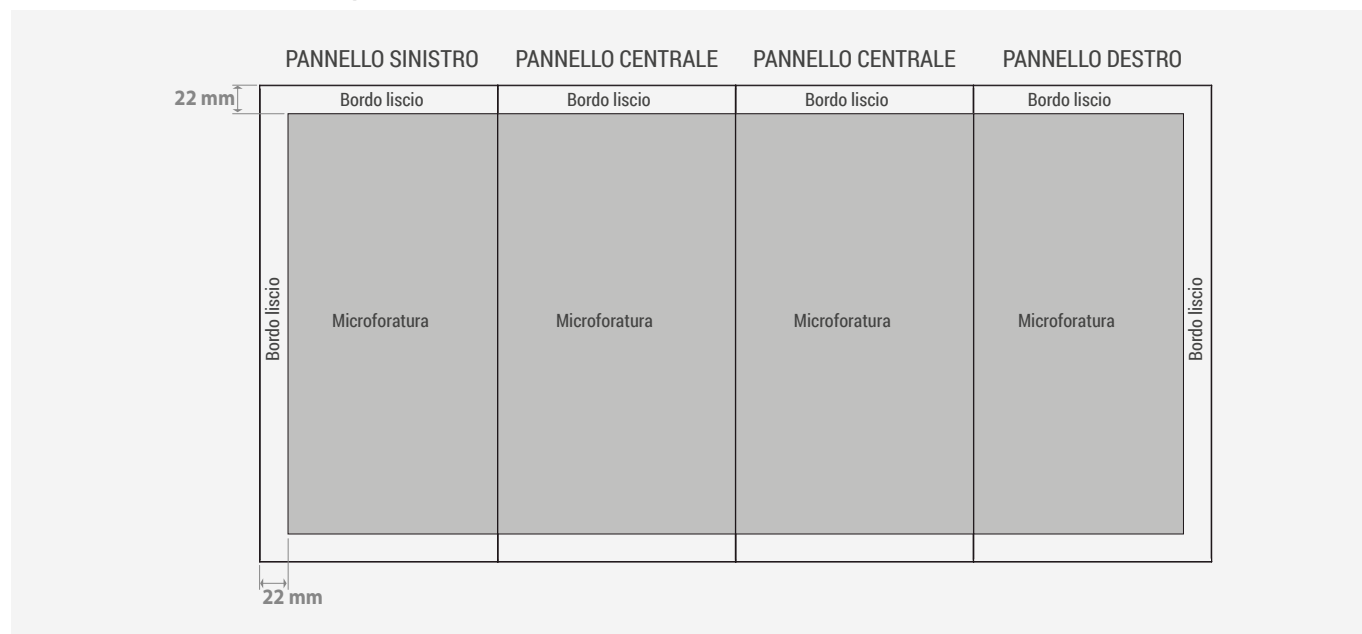 PANNELLO SINISTRO PANNELLO CENTRALE PANNELLO CENTRALE PANNELLO DESTRO
22 mm Bordo liscio Bordo liscio Bordo liscio Bordo liscio
Bordo liscio Microforatura Microforatura Microforatura Microforatura Bordo liscio
22 mm